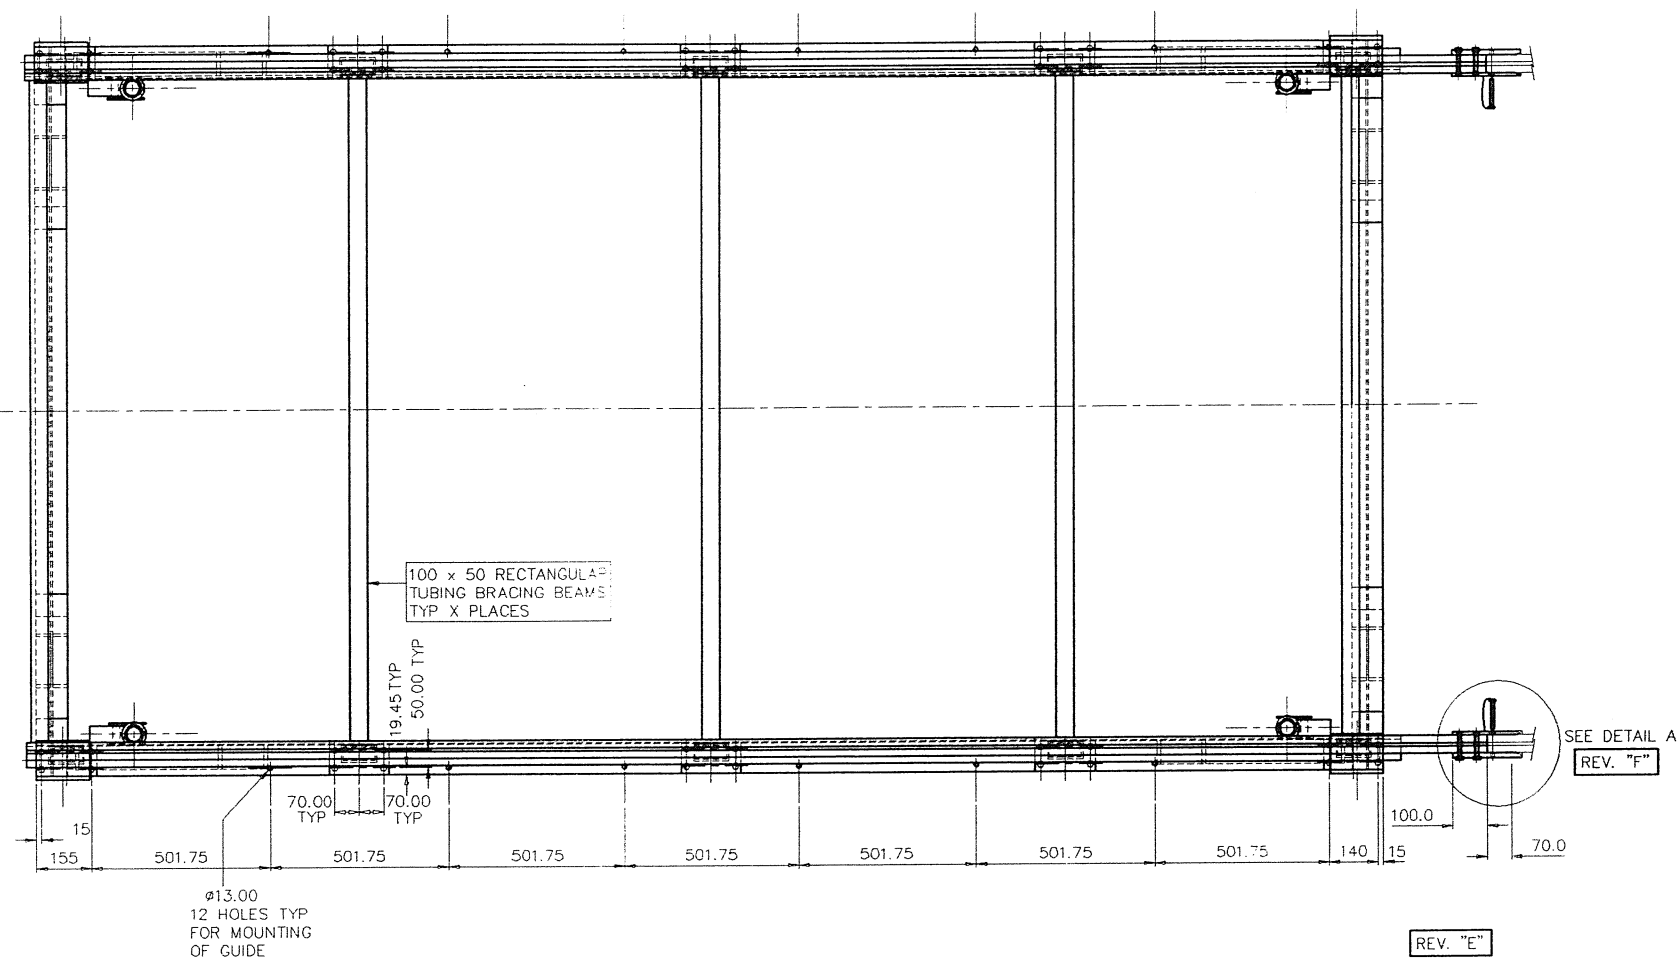 100 x 50 RECTANGULAR
TUBING BRACING BEAMS
TYP X PLACES
19.45 TYP
50.00 TYP
SEE DETAIL A
REV. "F"
70.00
TYP
70.00
TYP
15
155
501.75
501.75
501.75
501.75
501.75
501.75
501.75
140
15
100.0
70.0
ø13.00
12 HOLES TYP
FOR MOUNTING
OF GUIDE
REV. "E"